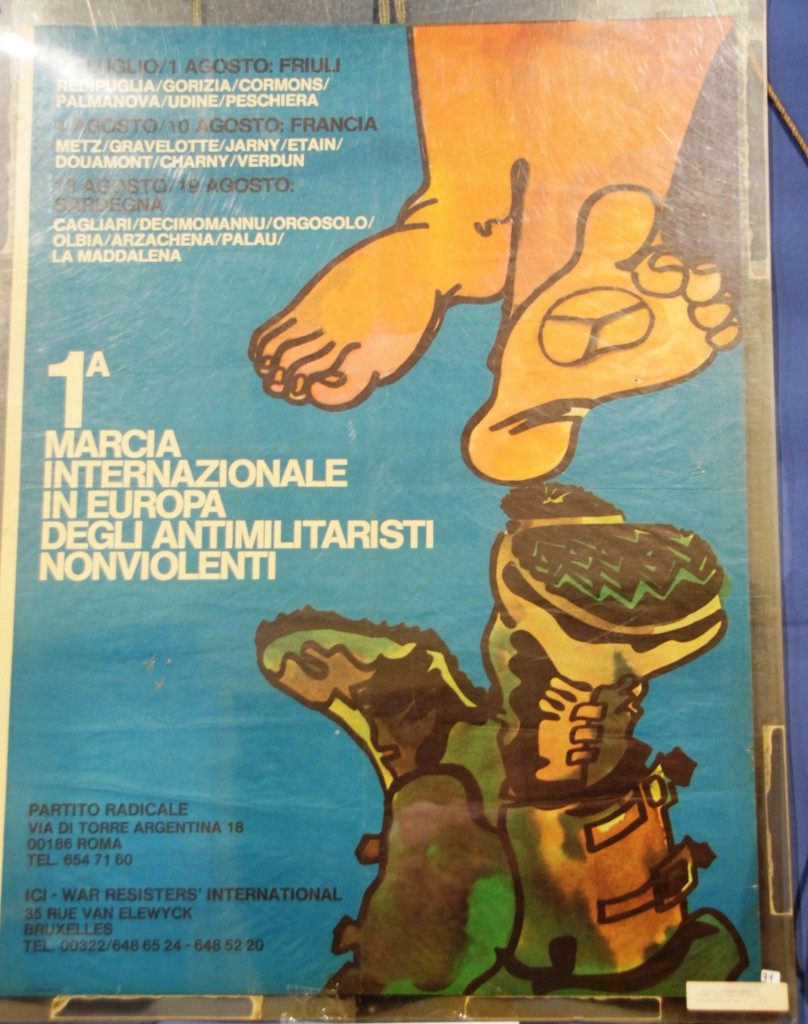 LUGLIO/1 AGOSTO: FRIULI
REDIPUGLIA/GORIZIA/CORMONS/
PALMANOVA/UDINE/PESCHIERA
AGOSTO/10 AGOSTO: FRANCIA
METZ/GRAVELOTTE/JARNY/ETAIN/
DOUAMONT/CHARNY/VERDUN
AGOSTO/19 AGOSTO:
SARDEGNA
CAGLIARI/DECIMOMANNU/ORGOSOLO/
OLBIA/ARZACHENA/PALAU/
LA MADDALENA
1A
MARCIA
INTERNAZIONALE
IN EUROPA
DEGLI ANTIMILITARISTI
NONVIOLENTI
PARTITO RADICALE
VIA DI TORRE ARGENTINA 18
00186 ROMA
TEL. 654 71 60
ICI - WAR RESISTERS' INTERNATIONAL
35 RUE VAN ELEWYCK
BRUXELLES
TEL. 00322/648 65 24 - 648 52 20